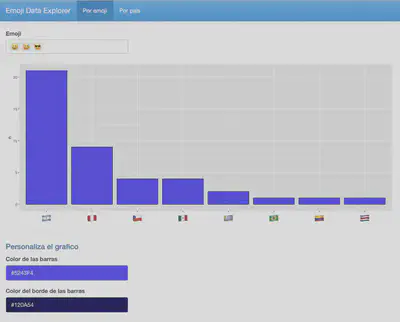 Emoji Data Explorer Por emoji Por país
Emoji
Personaliza el grafico
Color de las barras
#5243F4
Color del borde de las barras
#120A54